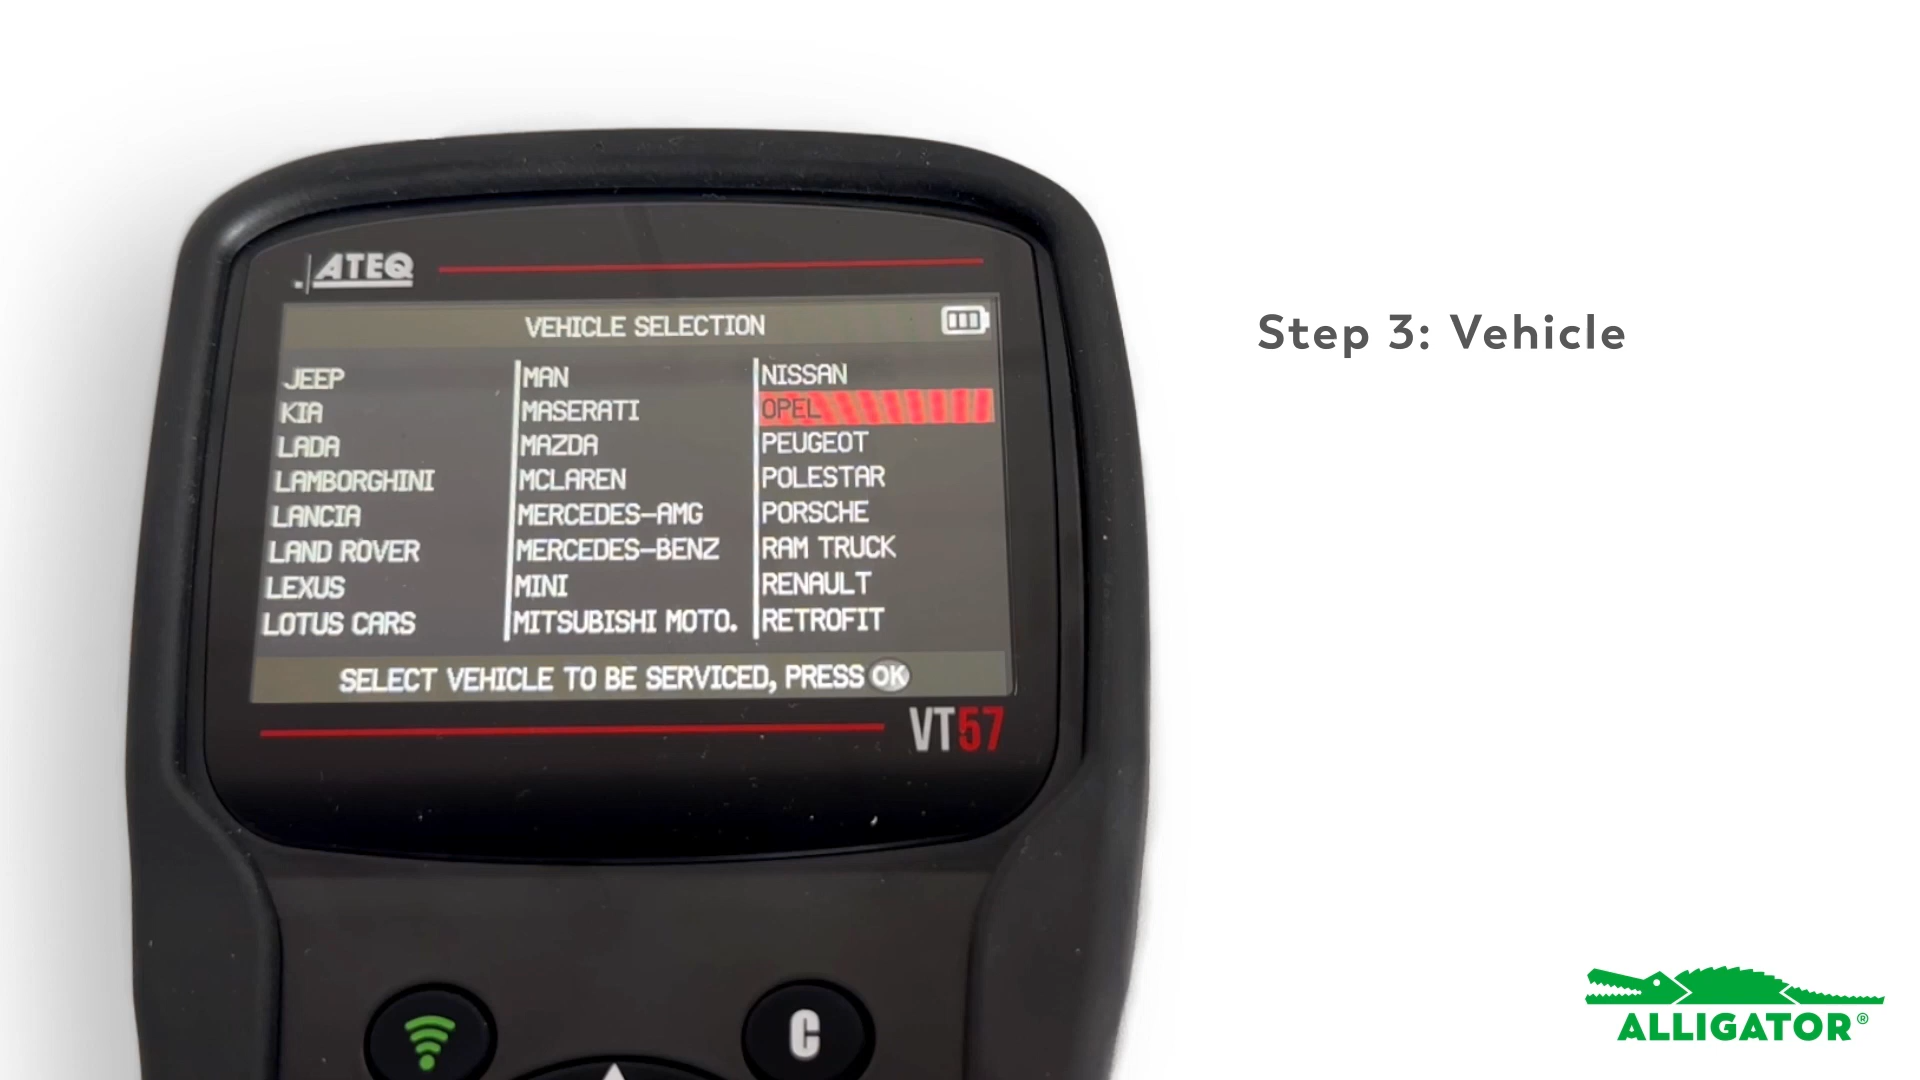 ATEQ
VEHICLE SELECTION
JEEP
KIA
LADA
LAMBORGHINI
LANCIA
LAND ROVER
LEXUS
LOTUS CARS
MAN
MASERATI
MAZDA
MCLAREN
MERCEDES-AMG
MERCEDES-BENZ
MINI
MITSUBISHI MOTO.
NISSAN
OPEL
PEUGEOT
POLESTAR
PORSCHE
RAM TRUCK
RENAULT
RETROFIT
SELECT VEHICLE TO BE SERVICED, PRESS OK
VT57
C
Step 3: Vehicle
ALLIGATOR®